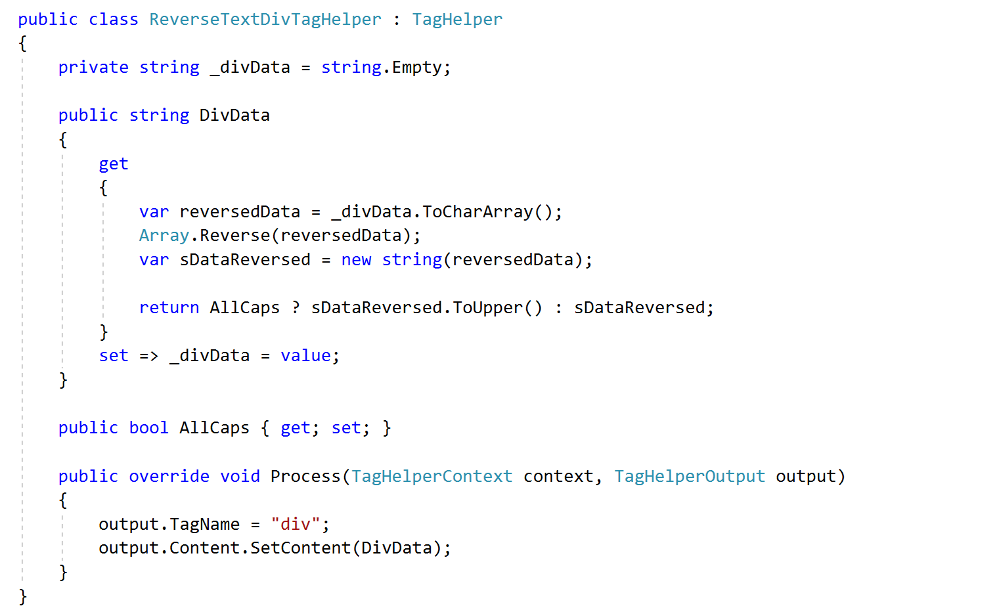 public class ReverseTextDivTagHelper : TagHelper
{
    private string _divData = string.Empty;

    public string DivData
    {
        get
        {
            var reversedData = _divData.ToCharArray();
            Array.Reverse(reversedData);
            var sDataReversed = new string(reversedData);

            return AllCaps ? sDataReversed.ToUpper() : sDataReversed;
        }
        set => _divData = value;
    }

    public bool AllCaps { get; set; }

    public override void Process(TagHelperContext context, TagHelperOutput output)
    {
        output.TagName = "div";
        output.Content.SetContent(DivData);
    }
}